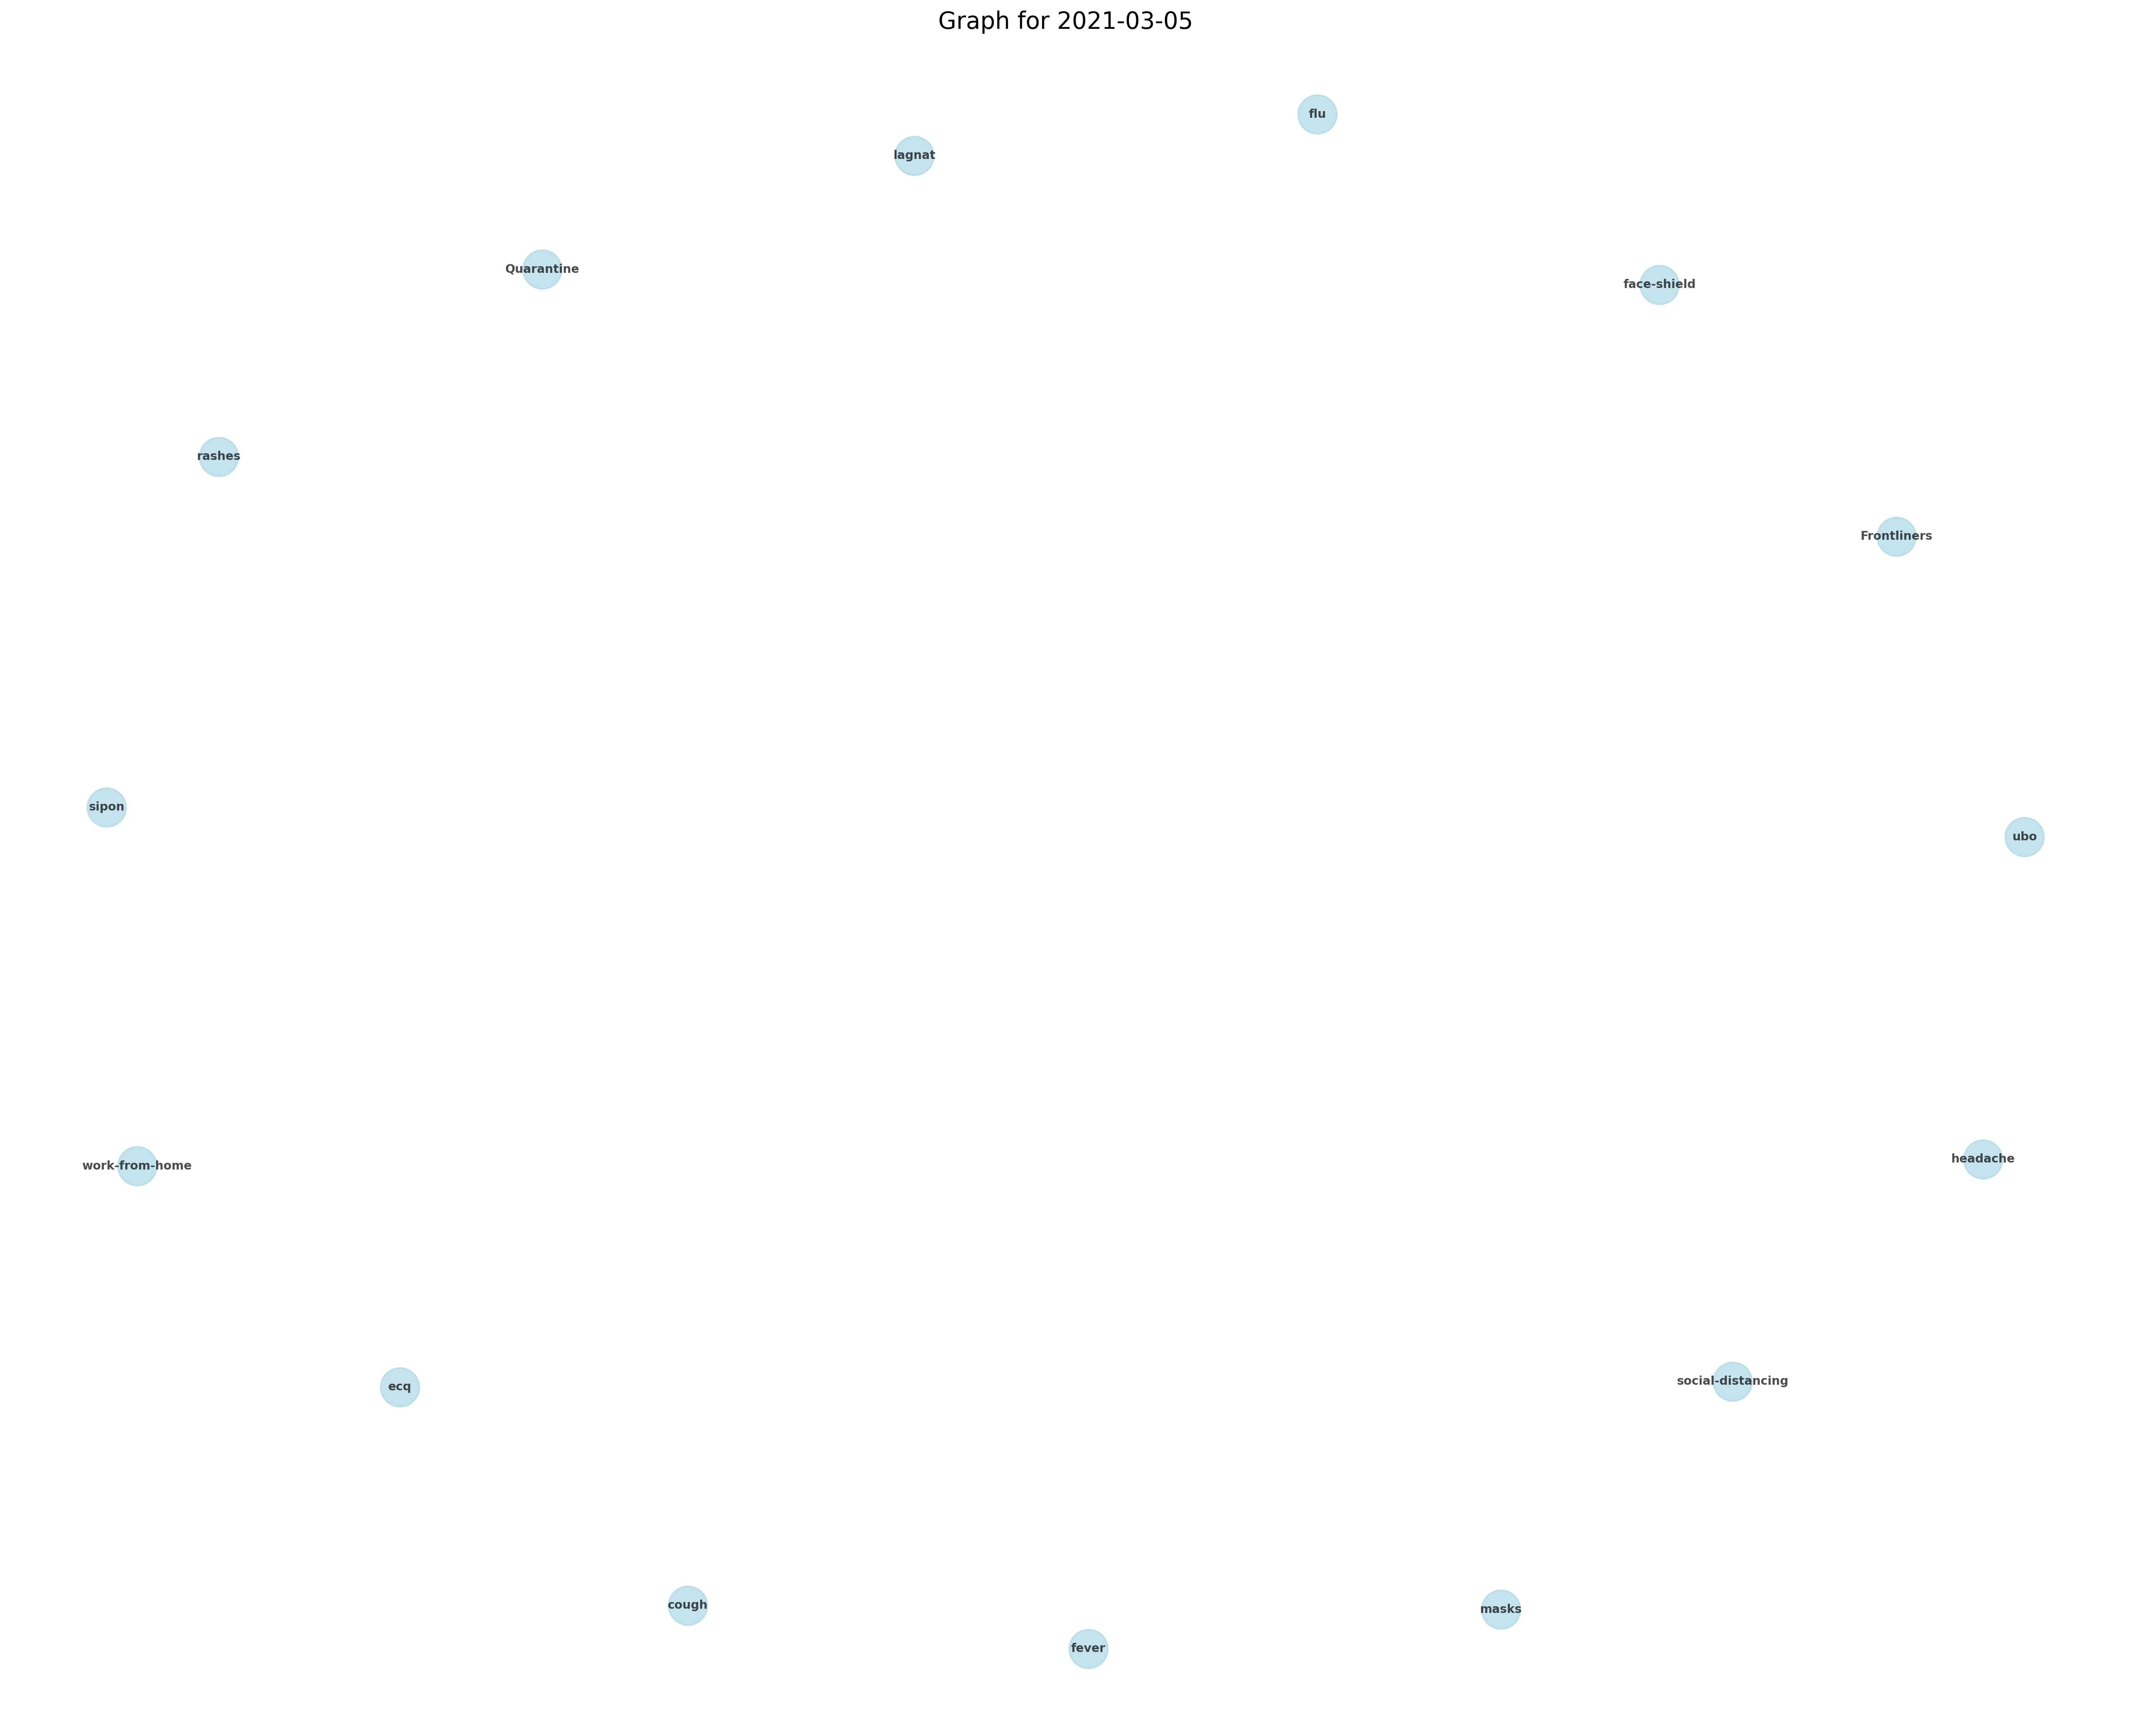 Graph for 2021-03-05
flu
lagnat
Quarantine
face-shield
rashes
Frontliners
sipon
ubo
headache
work-from-home
social-distancing
ecq
cough
masks
fever